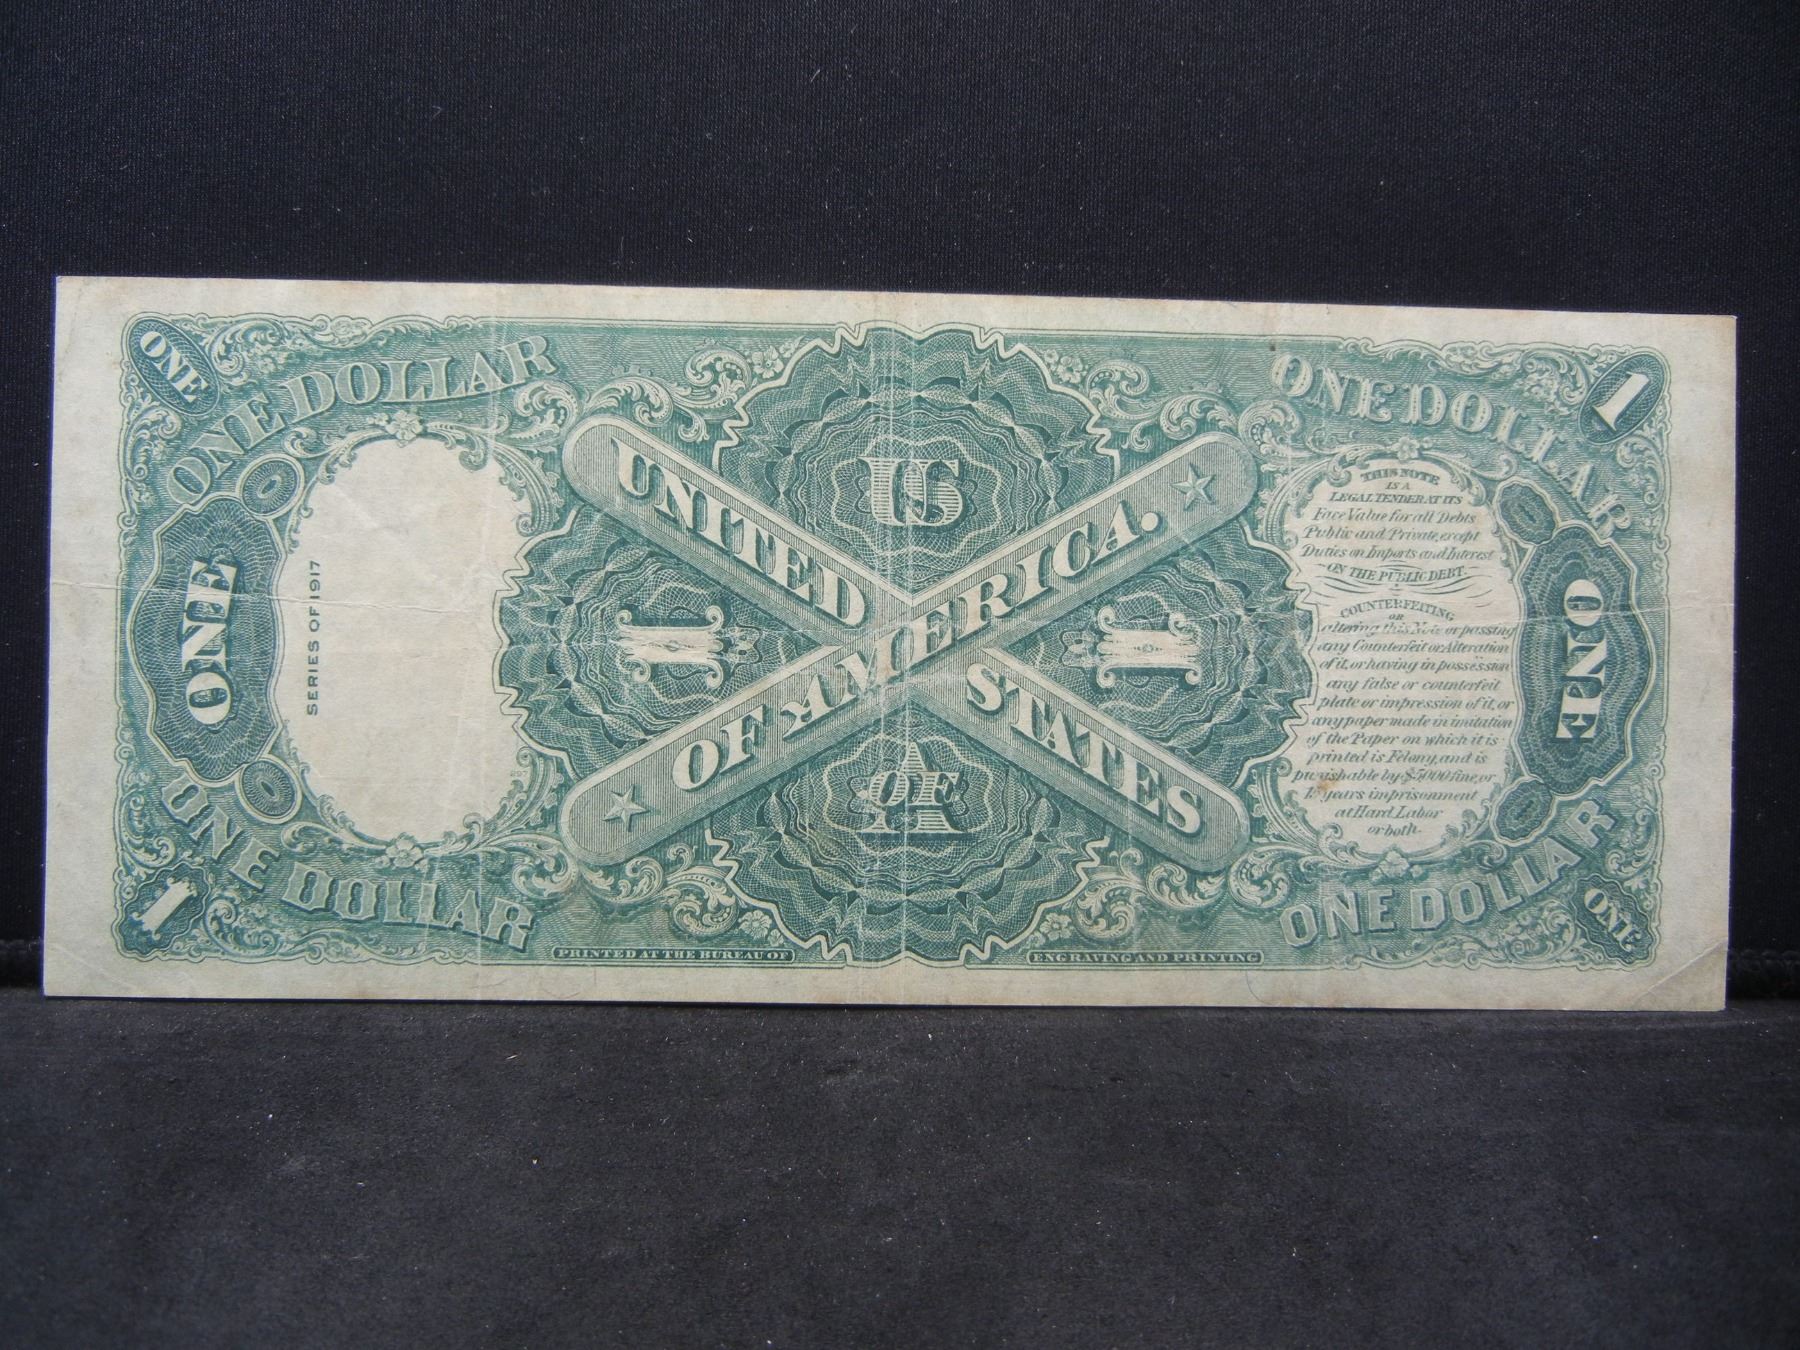 ONE
ONE DOLLAR
ONE DOLLAR
1
ONE
SERIES OF 1917
297
ONE DOLLAR
1
US
UNITED
STATES
OF AMERICA.
1
1
OF
A
THIS NOTE
IS A
LEGAL TENDER AT ITS
Face Value for all Debts
Public and Private, except
Duties on Imports and Interest
ON THE PUBLIC DEBT.
COUNTERFEITING
OR
altering this Note or passing
any Counterfeit or Alteration
of it, or having in possession
any false or counterfeit
plate or impression of it, or
any paper made in imitation
of the Paper on which it is
printed is Felony, and is
punishable by $5000 fine, or
15 years imprisonment
at Hard Labor
or both.
ONE
ONE DOLLAR
ONE
PRINTED AT THE BUREAU OF
ENGRAVING AND PRINTING